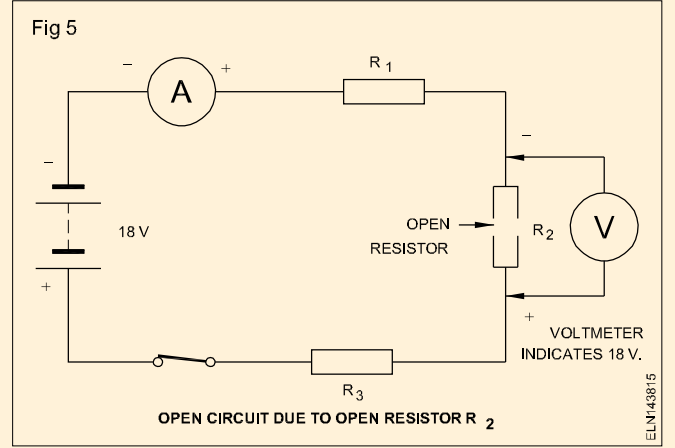 Fig 5
– A +
R 1
–
–
18 V
OPEN
RESISTOR
R 2
V
+
+
VOLTMETER
INDICATES 18 V.
R 3
OPEN CIRCUIT DUE TO OPEN RESISTOR R 2
ELN143815